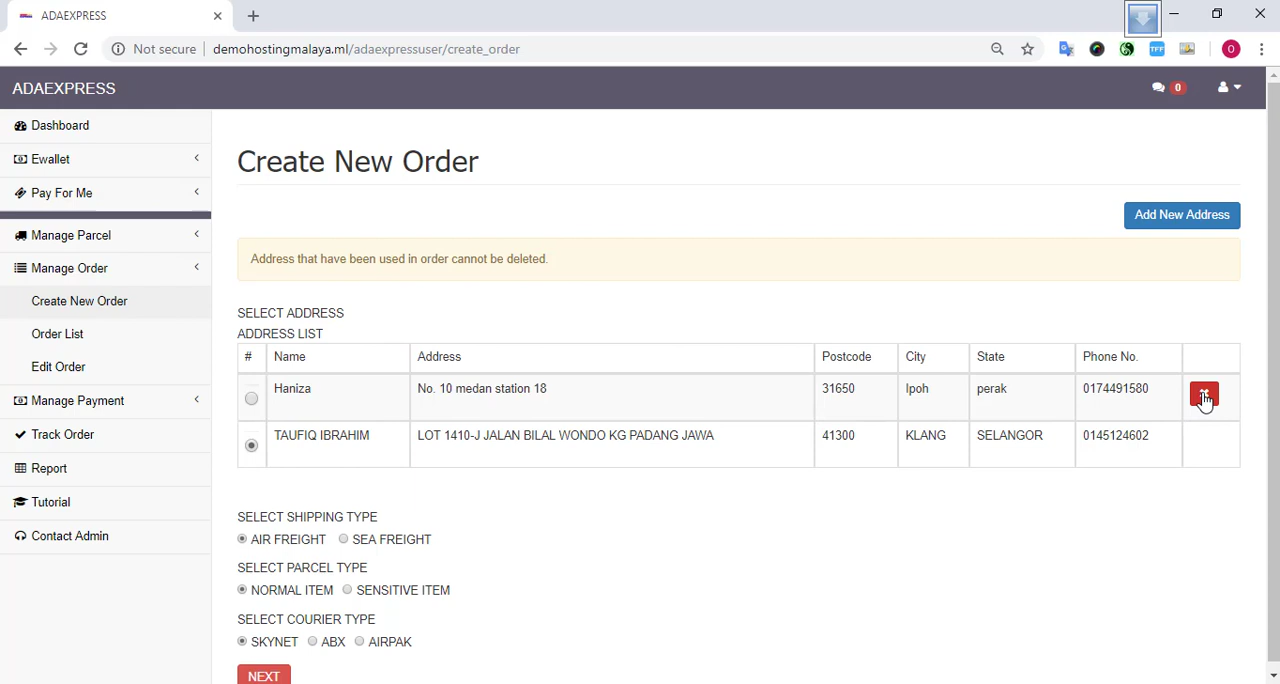 ADAEXPRESS
Not secure demohostingmalaya.ml/adaexpressuser/create_order TFF O
ADAEXPRESS 0
Dashboard
Ewallet
Pay For Me
Manage Parcel
Manage Order
Create New Order
Order List
Edit Order
Manage Payment
Track Order
Report
Tutorial
Contact Admin
Create New Order
Add New Address
Address that have been used in order cannot be deleted.
SELECT ADDRESS
ADDRESS LIST
# Name Address Postcode City State Phone No.
Haniza No. 10 medan station 18 31650 Ipoh perak 0174491580
TAUFIQ IBRAHIM LOT 1410-J JALAN BILAL WONDO KG PADANG JAWA 41300 KLANG SELANGOR 0145124602
SELECT SHIPPING TYPE
AIR FREIGHT SEA FREIGHT
SELECT PARCEL TYPE
NORMAL ITEM SENSITIVE ITEM
SELECT COURIER TYPE
SKYNET ABX AIRPAK
NEXT